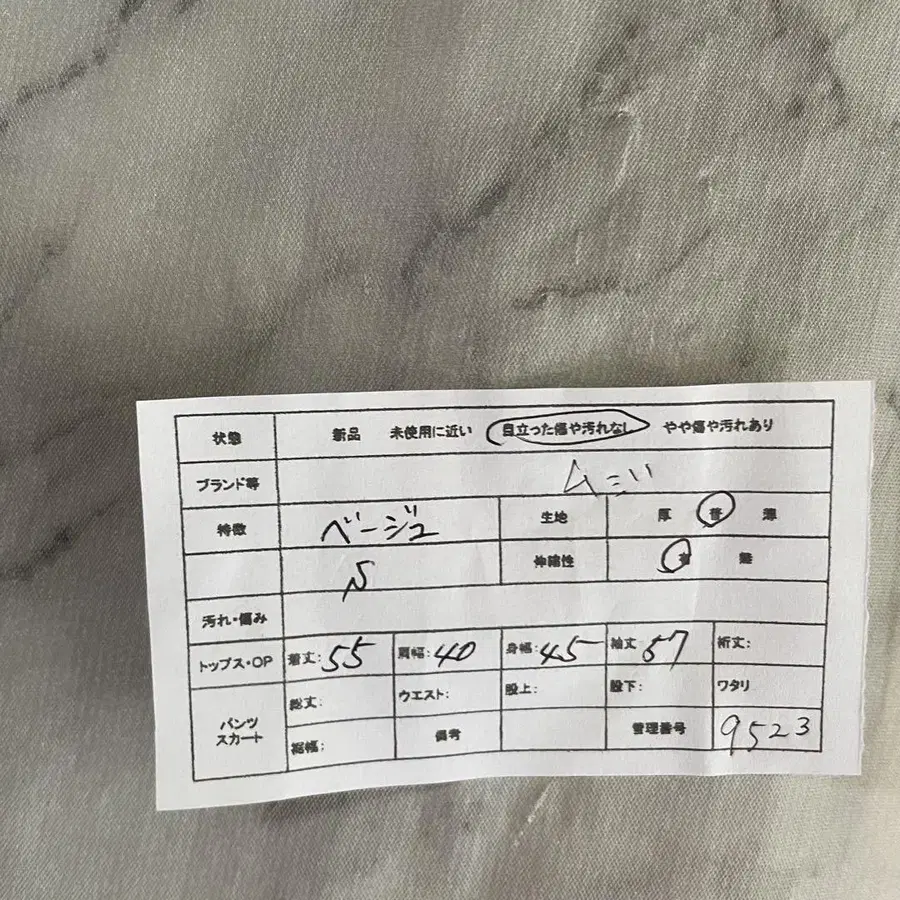 状態 新品 未使用に近い 目立った傷や汚れなし やや傷や汚れあり
ブランド等 ムジ
特徴 ベージュ 生地 厚 普 薄
S 伸縮性 有 無
汚れ・傷み
トップス・OP 着丈:55 肩幅:40 身幅:45 袖丈:57 裄丈:
パンツ スカート 総丈: ウエスト: 股上: 股下: ワタリ
裾幅: 備考 管理番号 9523